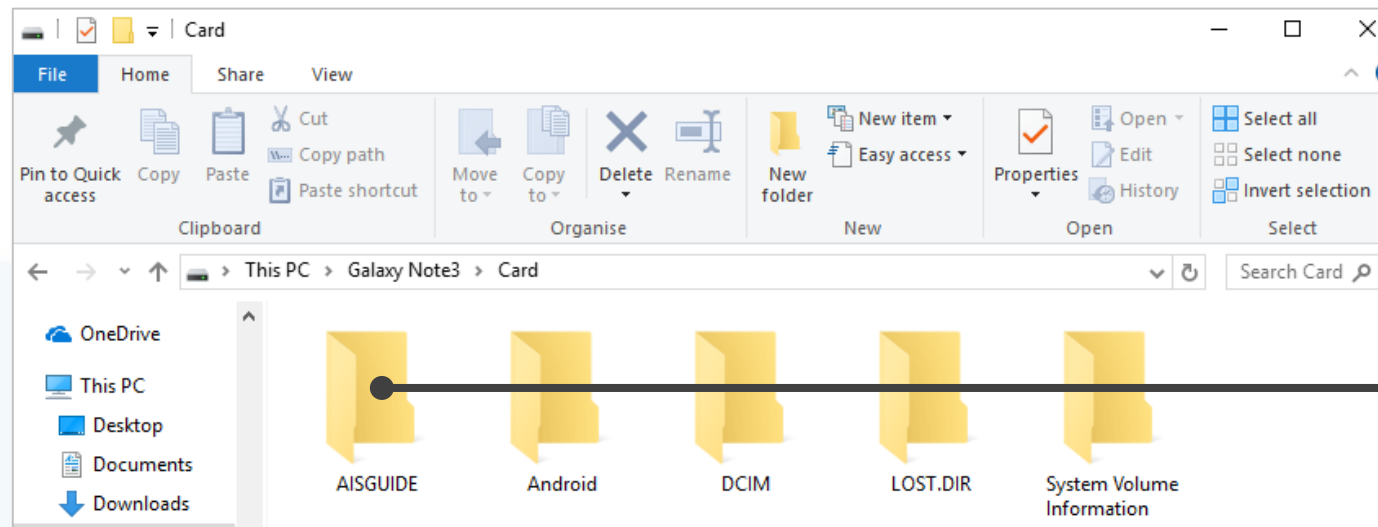 Card
File Home Share View
Pin to Quick access
Copy
Paste
Cut
Copy path
Paste shortcut
Clipboard
Move to
Copy to
Delete
Rename
Organise
New folder
New item
Easy access
New
Properties
Open
Edit
History
Open
Select all
Select none
Invert selection
Select
This PC > Galaxy Note3 > Card
Search Card
OneDrive
This PC
Desktop
Documents
Downloads
AISGUIDE
Android
DCIM
LOST.DIR
System Volume
Information